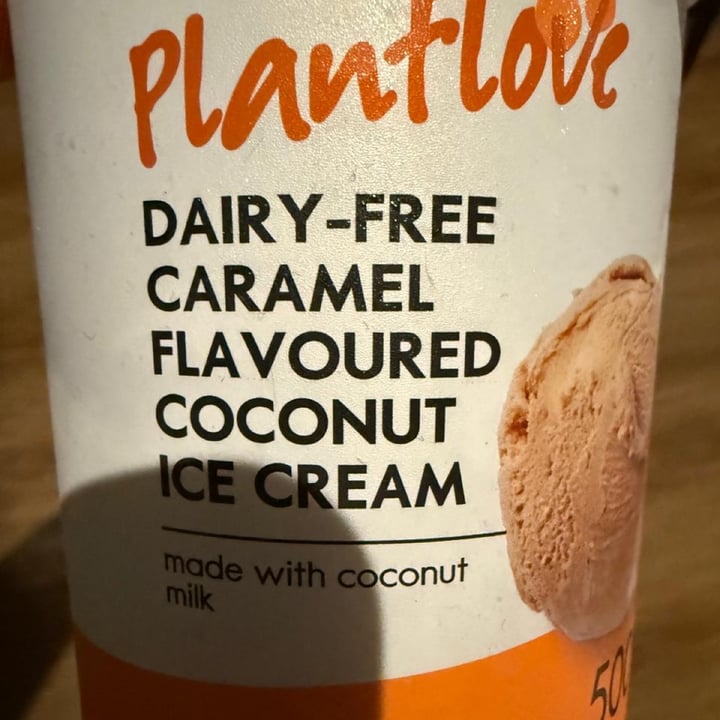 Plantlove
DAIRY-FREE
CARAMEL
FLAVOURED
COCONUT
ICE CREAM
made with coconut
milk